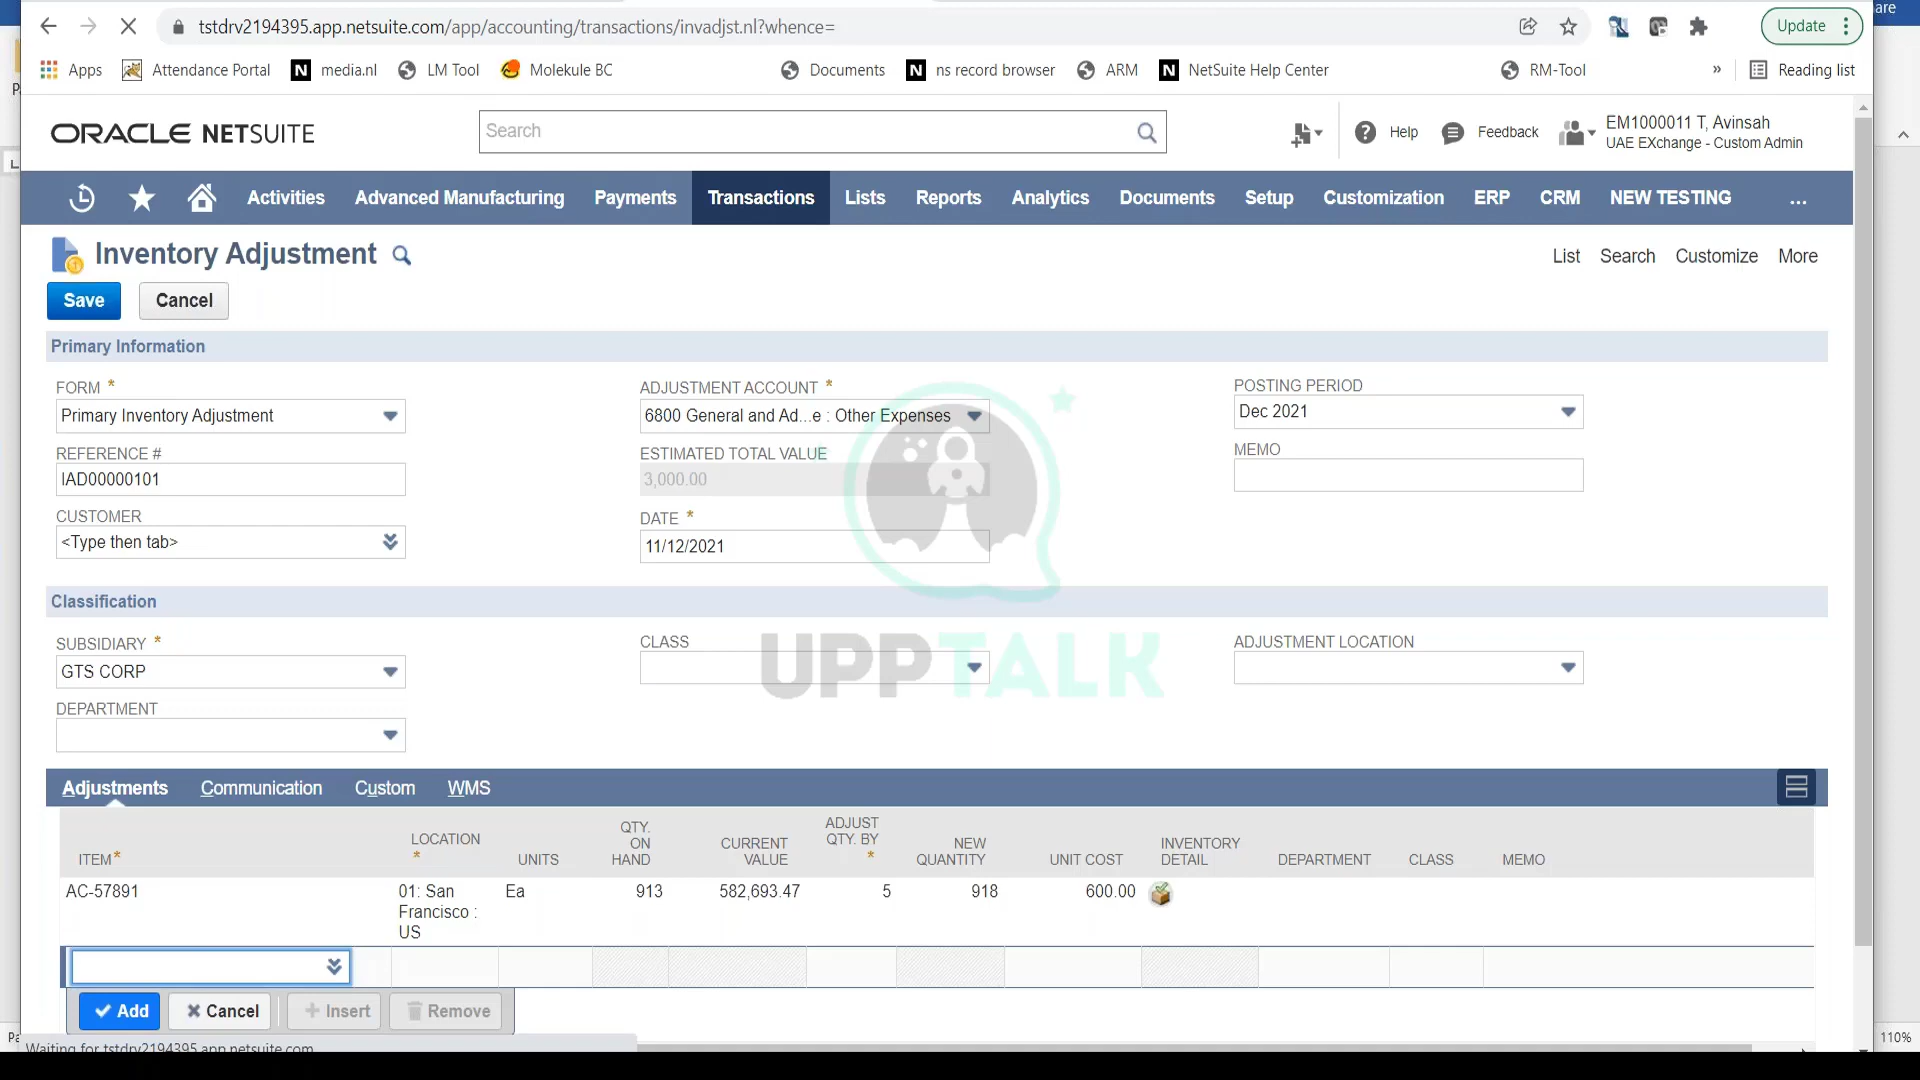 are
tstdrv2194395.app.netsuite.com/app/accounting/transactions/invadjst.nl?whence=
Update
Apps
Attendance Portal
media.nl
LM Tool
Molekule BC
Documents
ns record browser
ARM
NetSuite Help Center
RM-Tool
»
Reading list
ORACLE NETSUITE
Search
Help
Feedback
EM1000011 T, Avinsah
UAE EXchange - Custom Admin
Activities
Advanced Manufacturing
Payments
Transactions
Lists
Reports
Analytics
Documents
Setup
Customization
ERP
CRM
NEW TESTING
...
Inventory Adjustment
List
Search
Customize
More
Save
Cancel
Primary Information
FORM *
Primary Inventory Adjustment
REFERENCE #
IAD00000101
CUSTOMER
<Type then tab>
ADJUSTMENT ACCOUNT *
6800 General and Ad...e : Other Expenses
ESTIMATED TOTAL VALUE
3,000.00
DATE *
11/12/2021
POSTING PERIOD
Dec 2021
MEMO
Classification
SUBSIDIARY *
GTS CORP
DEPARTMENT
CLASS
ADJUSTMENT LOCATION
UPPTALK
Adjustments
Communication
Custom
WMS
ITEM *
LOCATION *
UNITS
QTY. ON HAND
CURRENT VALUE
ADJUST QTY. BY *
NEW QUANTITY
UNIT COST
INVENTORY DETAIL
DEPARTMENT
CLASS
MEMO
AC-57891
01: San
Francisco :
US
Ea
913
582,693.47
5
918
600.00
Add
Cancel
Insert
Remove
Waiting for tstdrv2194395.app.netsuite.com
110%